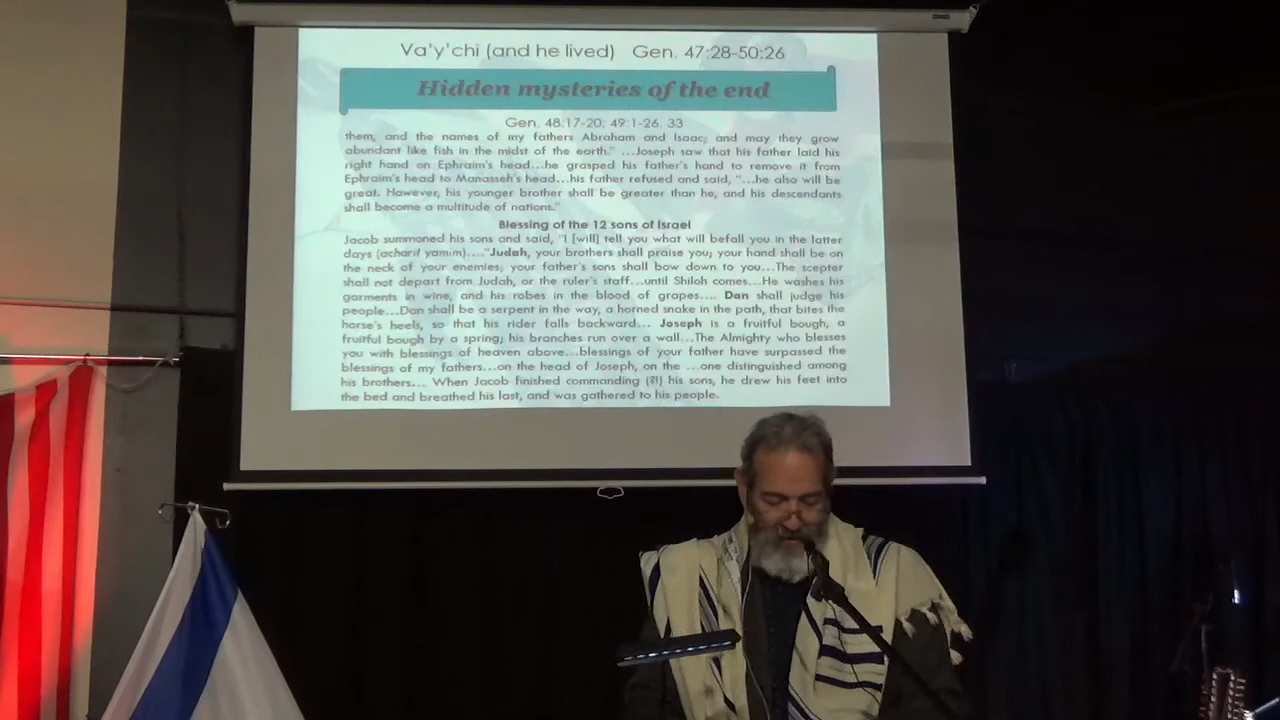 Va'y'chi (and he lived)   Gen. 47:28-50:26
Hidden mysteries of the end
Gen. 48:17-20; 49:1-26, 33
them, and the names of my fathers Abraham and Isaac; and may they grow
abundant like fish in the midst of the earth." ...Joseph saw that his father laid his
right hand on Ephraim's head...he grasped his father's hand to remove it from
Ephraim's head to Manasseh's head...his father refused and said, "...he also will be
great. However, his younger brother shall be greater than he, and his descendants
shall become a multitude of nations."
Blessing of the 12 sons of Israel
Jacob summoned his sons and said, "I [will] tell you what will befall you in the latter
days (acharif yamim)...."Judah, your brothers shall praise you; your hand shall be on
the neck of your enemies; your father's sons shall bow down to you...The scepter
shall not depart from Judah, or the ruler's staff...until Shiloh comes...He washes his
garments in wine, and his robes in the blood of grapes.... Dan shall judge his
people...Dan shall be a serpent in the way, a horned snake in the path, that bites the
horse's heels, so that his rider falls backward... Joseph is a fruitful bough, a
fruitful bough by a spring; his branches run over a wall...The Almighty who blesses
you with blessings of heaven above...blessings of your father have surpassed the
blessings of my fathers...on the head of Joseph, on the ...one distinguished among
his brothers... When Jacob finished commanding his sons, he drew his feet into
the bed and breathed his last, and was gathered to his people.